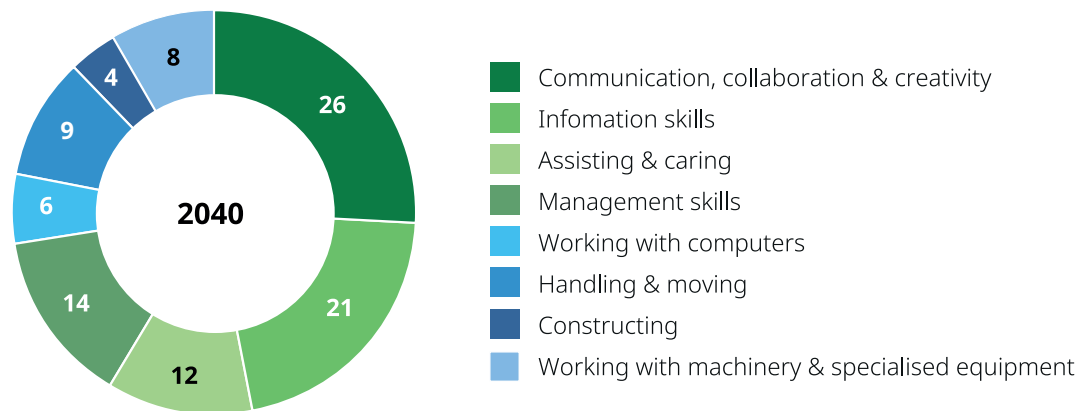 8
4
26
9
2040
6
14
21
12
Communication, collaboration & creativity
Infomation skills
Assisting & caring
Management skills
Working with computers
Handling & moving
Constructing
Working with machinery & specialised equipment